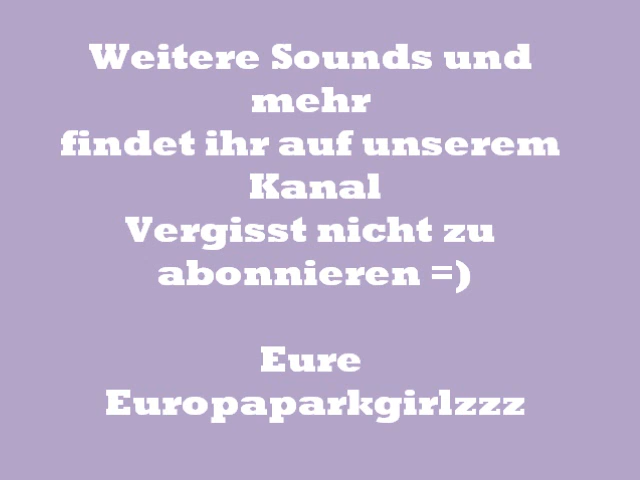 Weitere Sounds und
mehr
findet ihr auf unserem
Kanal
Vergisst nicht zu
abonnieren =)
Eure
Europaparkgirlzzz